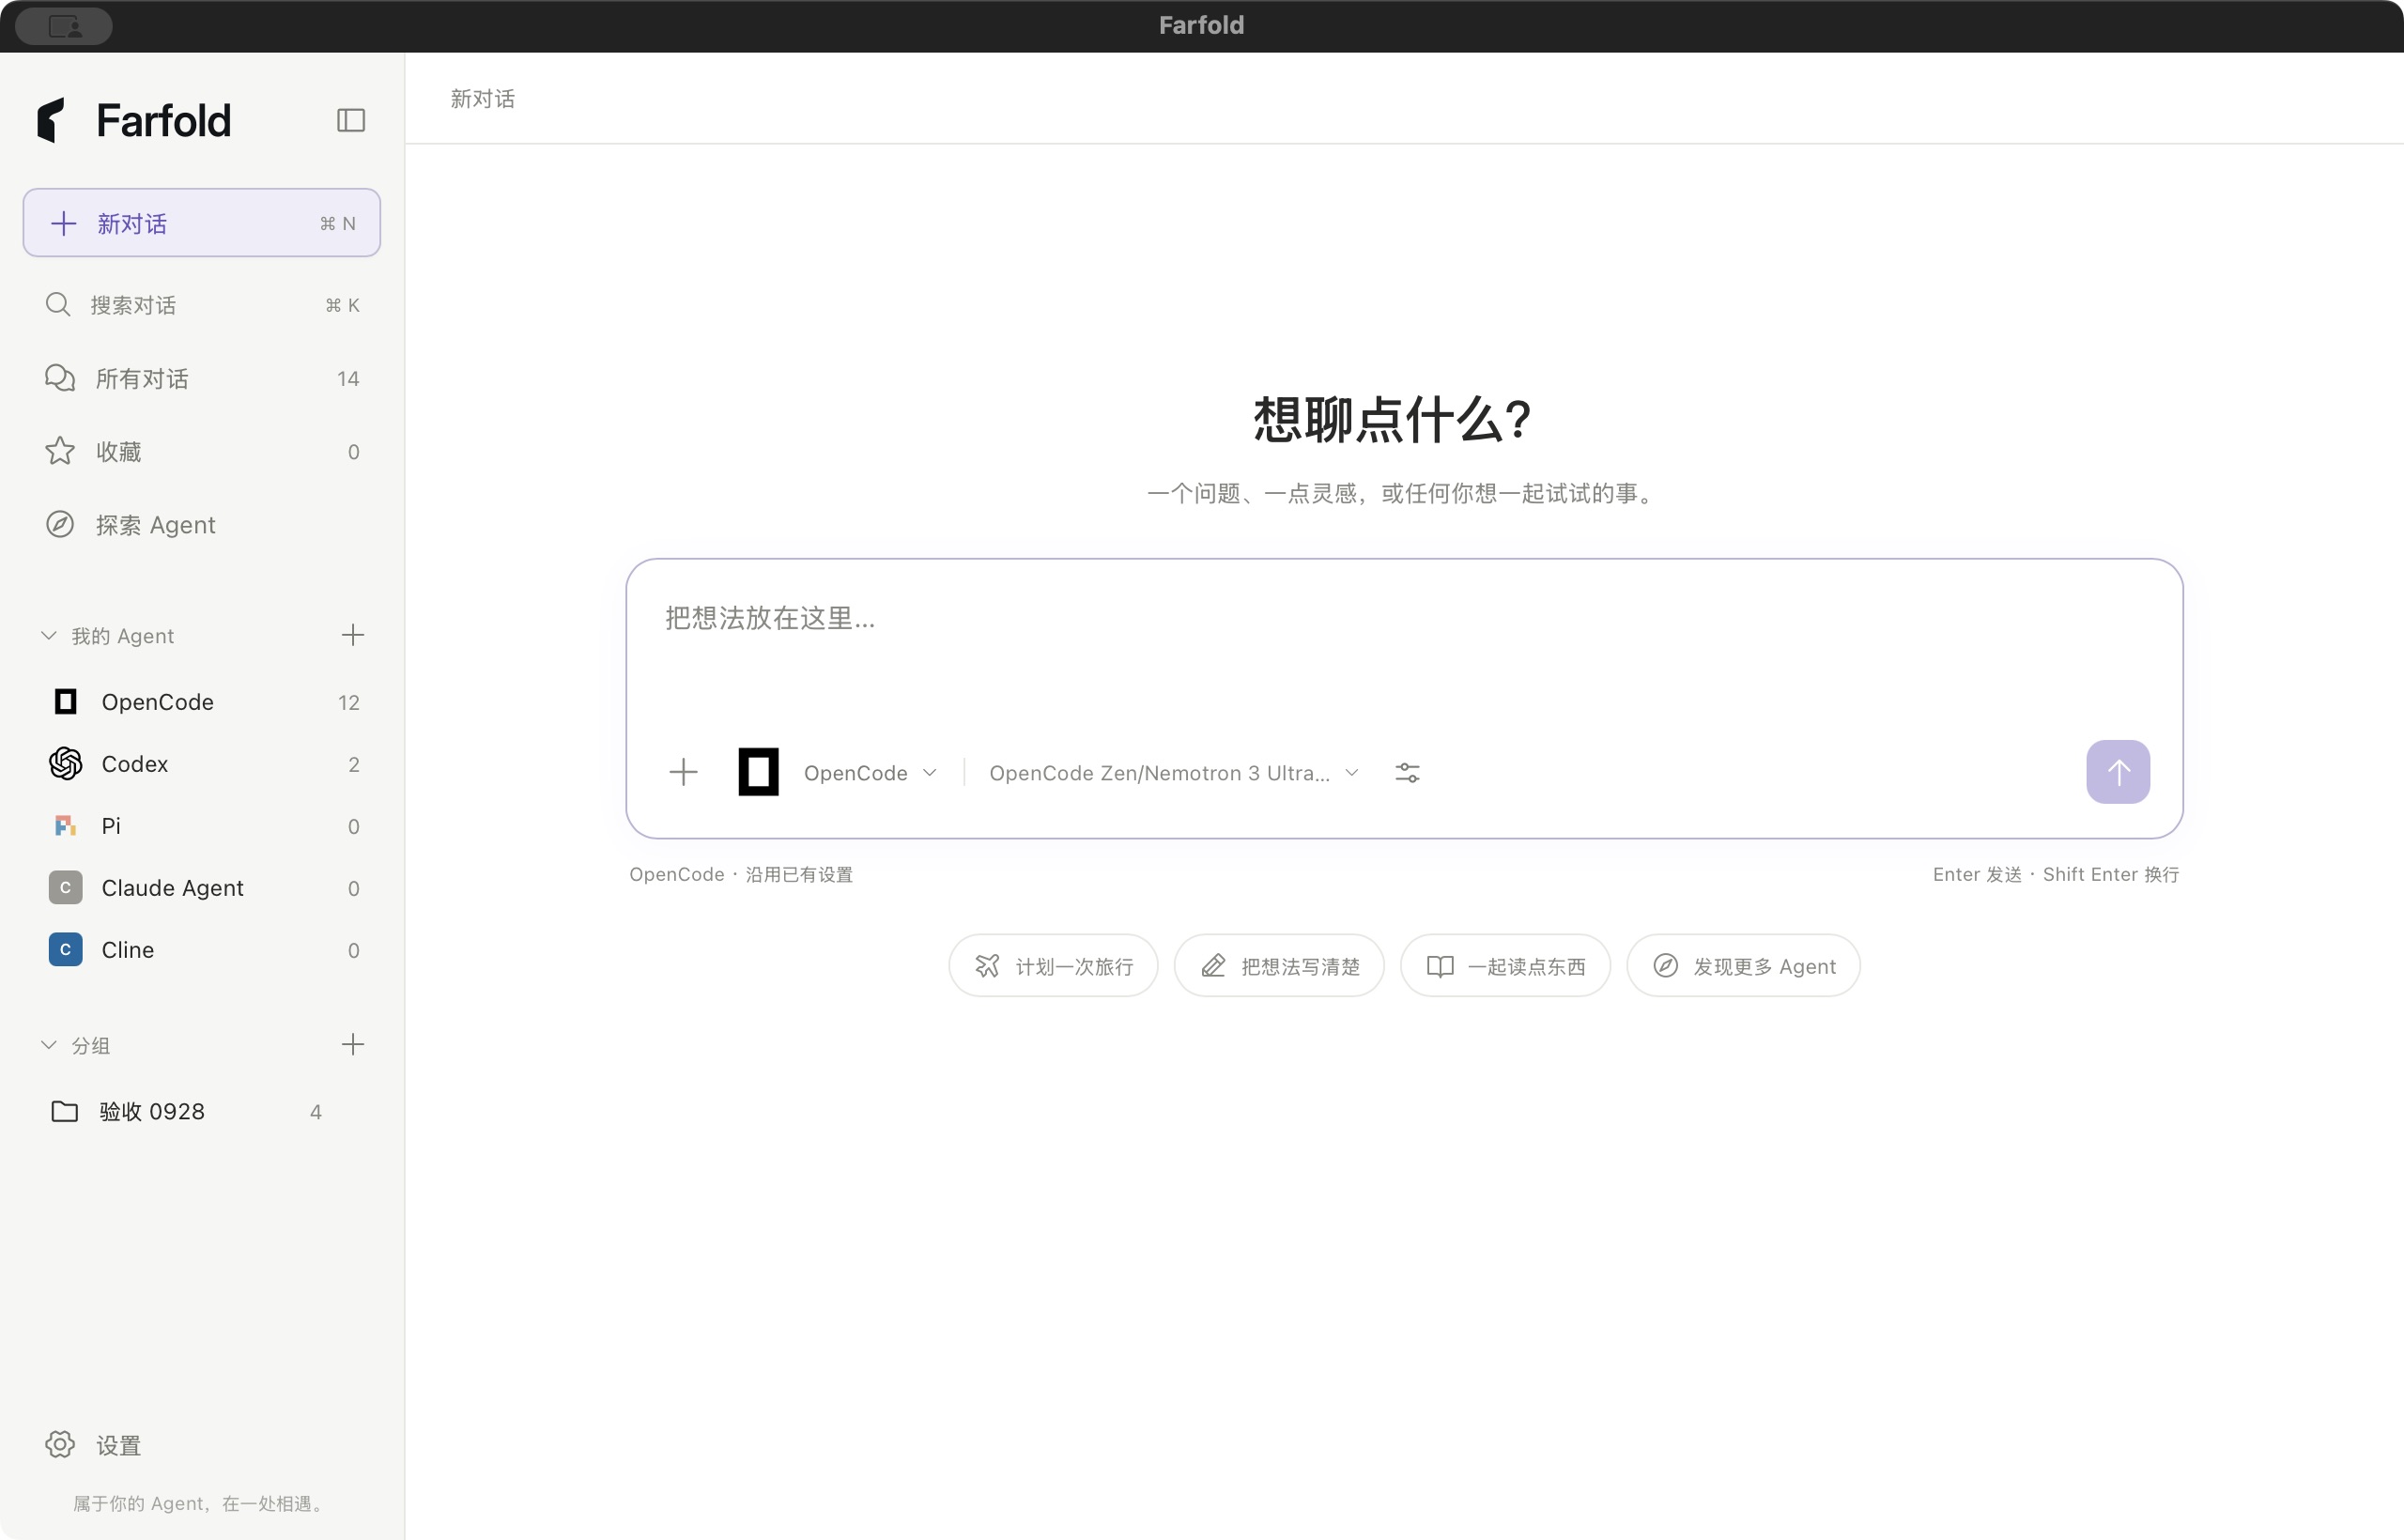 Farfold
Farfold
新对话 ⌘ N
搜索对话 ⌘ K
所有对话 14
收藏 0
探索 Agent
我的 Agent
OpenCode 12
Codex 2
Pi 0
C Claude Agent 0
C Cline 0
分组
验收 0928 4
设置
属于你的 Agent，在一处相遇。
新对话
想聊点什么？
一个问题、一点灵感，或任何你想一起试试的事。
把想法放在这里...
OpenCode OpenCode Zen/Nemotron 3 Ultra...
OpenCode · 沿用已有设置 Enter 发送 · Shift Enter 换行
计划一次旅行 把想法写清楚 一起读点东西 发现更多 Agent